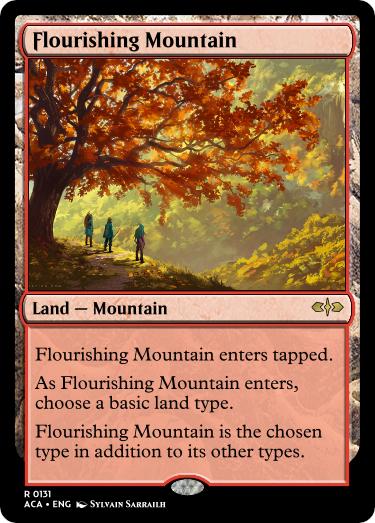 Flourishing Mountain
Land — Mountain
Flourishing Mountain enters tapped.
As Flourishing Mountain enters,
choose a basic land type.
Flourishing Mountain is the chosen
type in addition to its other types.
R 0131
ACA • ENG Sylvain Sarrailh